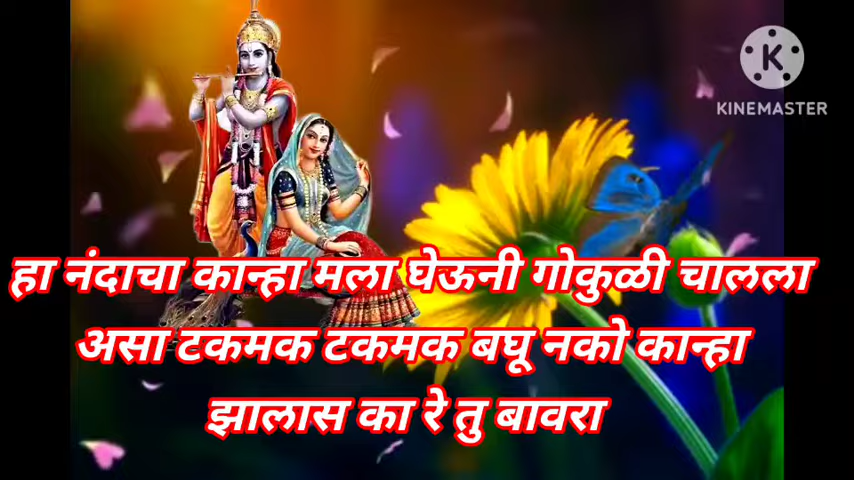 KINEMASTER
हा नंदाचा कान्हा मला घेऊनी गोकुळी चालला
असा टकमक टकमक बघू नको कान्हा
झालास का रे तु बावरा